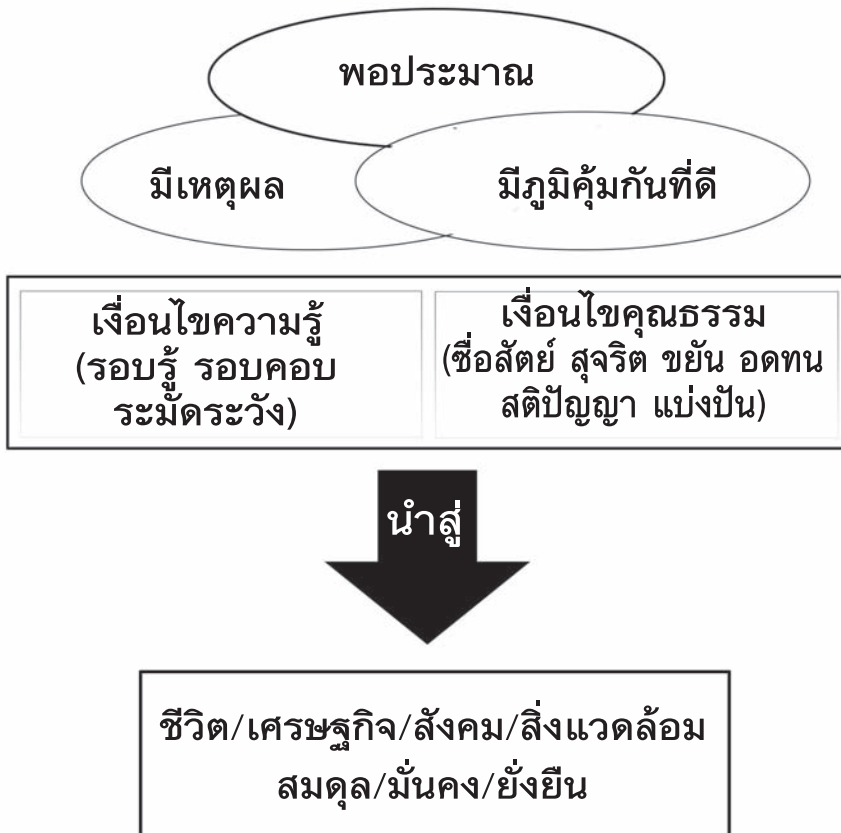 พอประมาณ
มีเหตุผล
มีภูมิคุ้มกันที่ดี
เงื่อนไขความรู้
(รอบรู้ รอบคอบ
ระมัดระวัง)
เงื่อนไขคุณธรรม
(ซื่อสัตย์ สุจริต ขยัน อดทน
สติปัญญา แบ่งปัน)
นำสู่
ชีวิต/เศรษฐกิจ/สังคม/สิ่งแวดล้อม
สมดุล/มั่นคง/ยั่งยืน